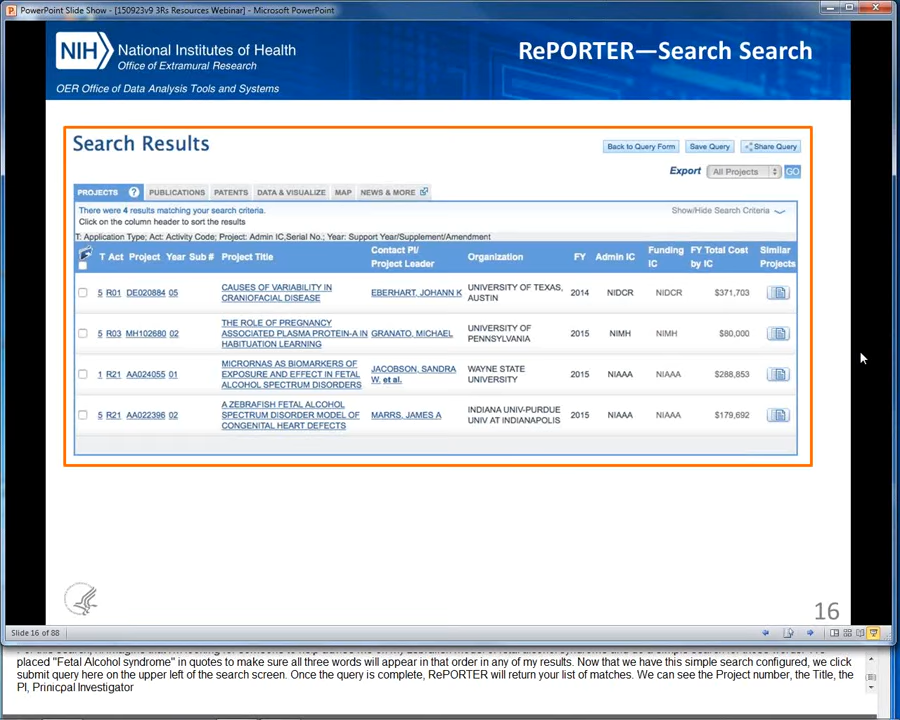 PowerPoint Slide Show - [150923v9 3Rs Resources Webinar] - Microsoft PowerPoint
NIH National Institutes of Health
Office of Extramural Research
RePORTER—Search Search
OER Office of Data Analysis Tools and Systems
Search Results
Back to Query Form Save Query Share Query
Export All Projects GO
PROJECTS ? PUBLICATIONS PATENTS DATA & VISUALIZE MAP NEWS & MORE
There were 4 results matching your search criteria. Show/Hide Search Criteria
Click on the column header to sort the results
T: Application Type; Act: Activity Code; Project: Admin IC,Serial No.; Year: Support Year/Supplement/Amendment
T Act Project Year Sub # Project Title Contact PI/ Project Leader Organization FY Admin IC Funding IC FY Total Cost by IC Similar Projects
5 R01 DE020884 05 CAUSES OF VARIABILITY IN CRANIOFACIAL DISEASE EBERHART, JOHANN K UNIVERSITY OF TEXAS, AUSTIN 2014 NIDCR NIDCR $371,703
5 R03 MH102680 02 THE ROLE OF PREGNANCY ASSOCIATED PLASMA PROTEIN-A IN HABITUATION LEARNING GRANATO, MICHAEL UNIVERSITY OF PENNSYLVANIA 2015 NIMH NIMH $80,000
1 R21 AA024055 01 MICRORNAS AS BIOMARKERS OF EXPOSURE AND EFFECT IN FETAL ALCOHOL SPECTRUM DISORDERS JACOBSON, SANDRA W. et al. WAYNE STATE UNIVERSITY 2015 NIAAA NIAAA $288,853
5 R21 AA022396 02 A ZEBRAFISH FETAL ALCOHOL SPECTRUM DISORDER MODEL OF CONGENITAL HEART DEFECTS MARRS, JAMES A INDIANA UNIV-PURDUE UNIV AT INDIANAPOLIS 2015 NIAAA NIAAA $179,692
16
Slide 16 of 88
placed "Fetal Alcohol syndrome" in quotes to make sure all three words will appear in that order in any of my results. Now that we have this simple search configured, we click
submit query here on the upper left of the search screen. Once the query is complete, RePORTER will return your list of matches. We can see the Project number, the Title, the
PI, Prinicpal Investigator